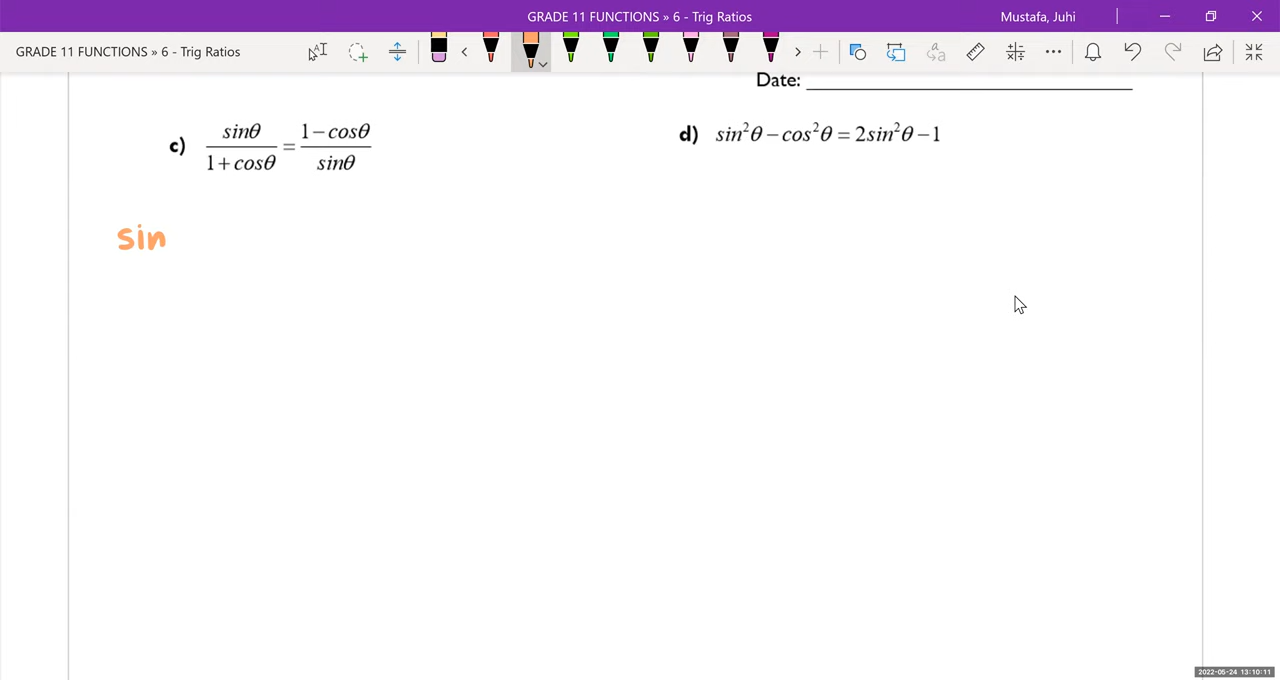 GRADE 11 FUNCTIONS » 6 - Trig Ratios Mustafa, Juhi
GRADE 11 FUNCTIONS » 6 - Trig Ratios
Date:
c) sinθ / 1+cosθ = 1−cosθ / sinθ
d) sin²θ − cos²θ = 2sin²θ − 1
sin
2022-05-24 13:10:11